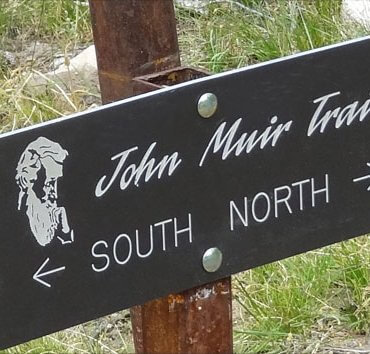 John Muir Trai
← SOUTH NORTH →